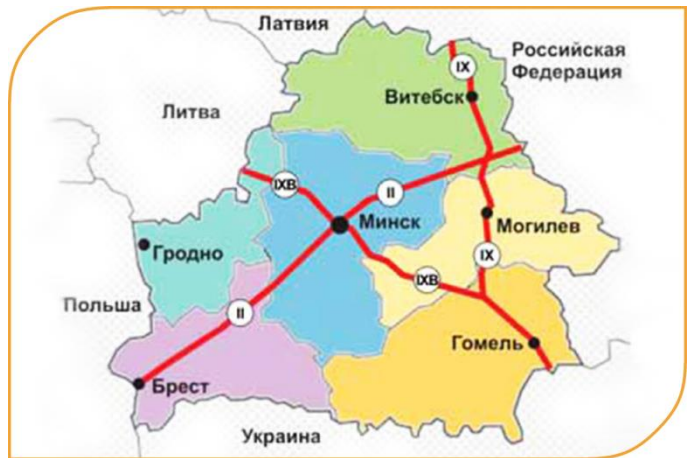 Латвия
Российская
Федерация
IX
Витебск
Литва
IXB
II
Минск
Могилев
Гродно
IX
IXB
Польша
II
Гомель
Брест
Украина